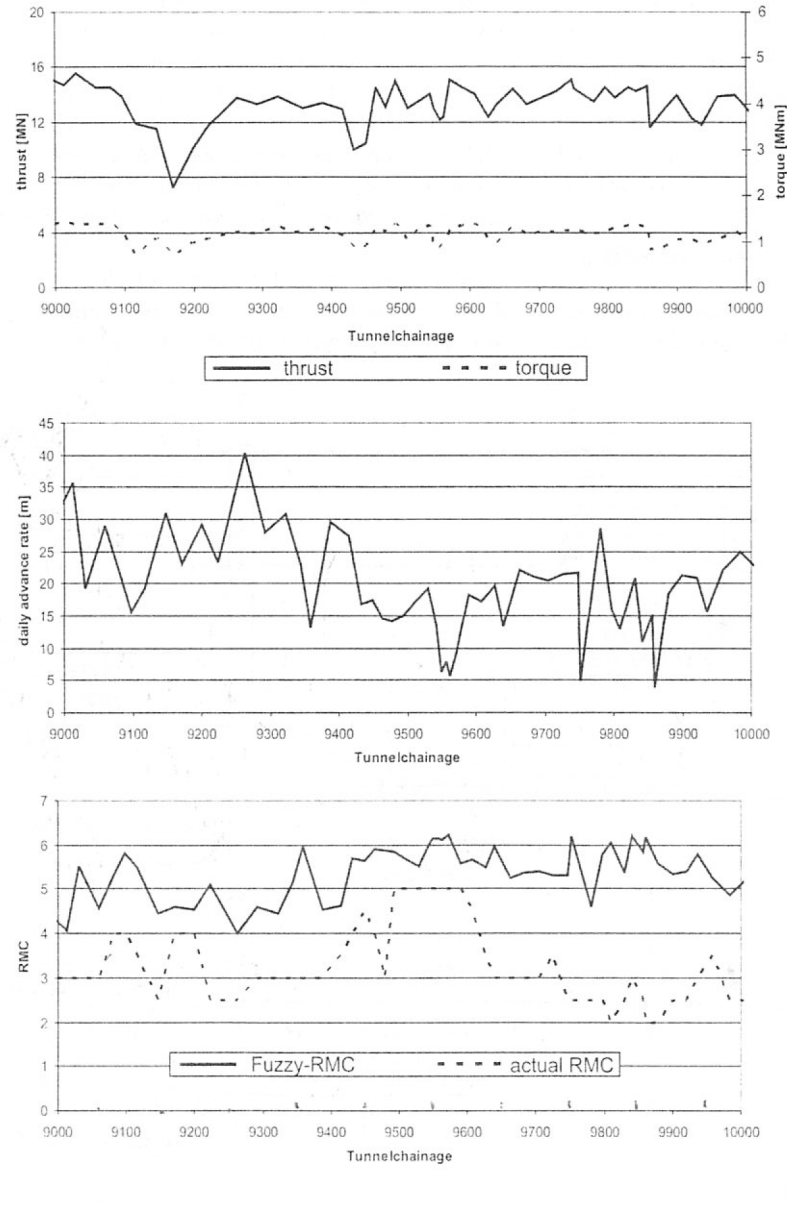 20
16
12
8
4
0
thrust [MN]
6
5
4
3
2
1
0
torque [MNm]
9000 9100 9200 9300 9400 9500 9600 9700 9800 9900 10000
Tunnelchainage
thrust torque
45
40
35
30
25
20
15
10
5
0
daily advance rate [m]
9000 9100 9200 9300 9400 9500 9600 9700 9800 9900 10000
Tunnelchainage
7
6
5
4
3
2
1
0
RMC
Fuzzy-RMC actual RMC
9000 9100 9200 9300 9400 9500 9600 9700 9800 9900 10000
Tunnelchainage